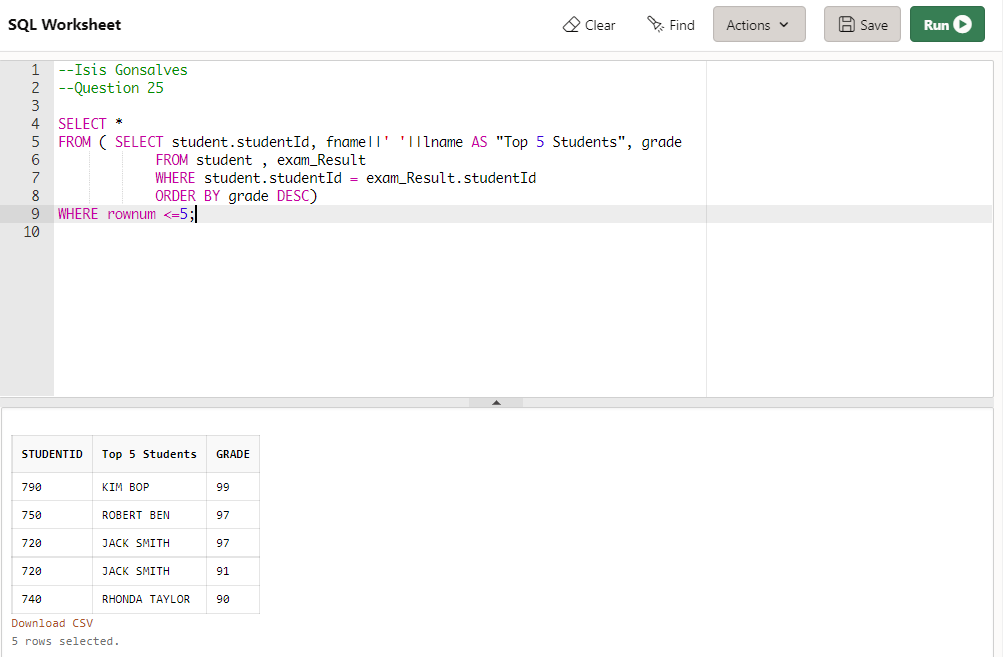 SQL Worksheet Clear Find Actions Save Run
1 --Isis Gonsalves
2 --Question 25
3
4 SELECT *
5 FROM ( SELECT student.studentId, fname||' '||lname AS "Top 5 Students", grade
6 FROM student , exam_Result
7 WHERE student.studentId = exam_Result.studentId
8 ORDER BY grade DESC)
9 WHERE rownum <=5;
10
STUDENTID Top 5 Students GRADE
790 KIM BOP 99
750 ROBERT BEN 97
720 JACK SMITH 97
720 JACK SMITH 91
740 RHONDA TAYLOR 90
Download CSV
5 rows selected.